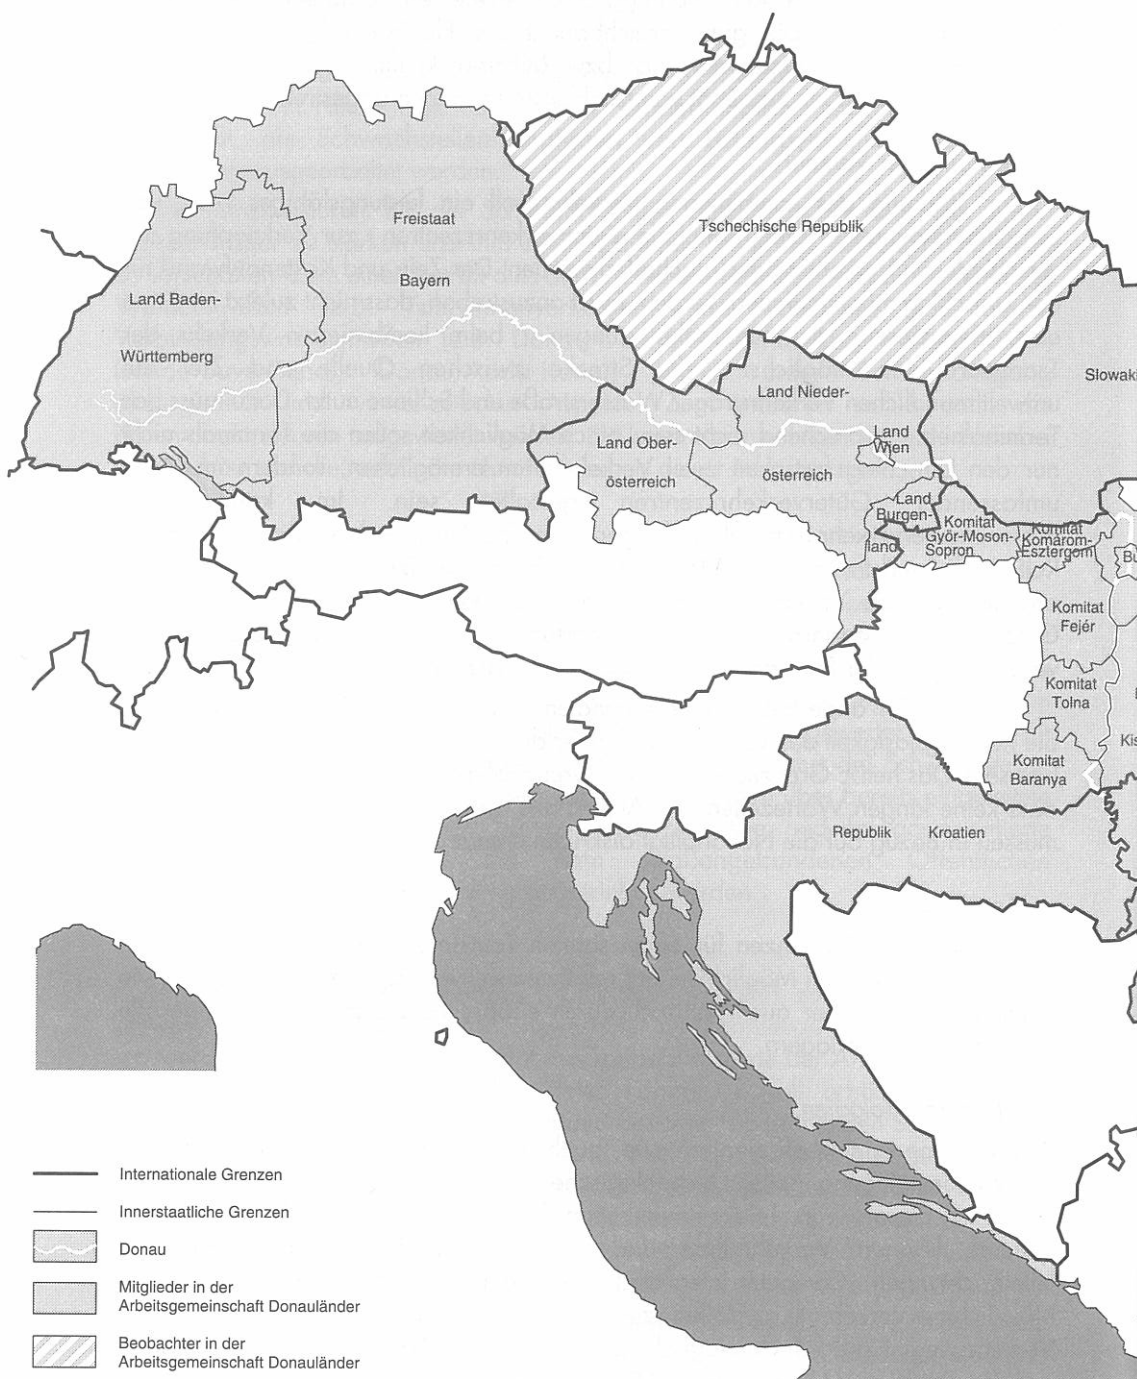 Freistaat
Bayern
Land Baden-
Württemberg
Tschechische Republik
Slowaki
Land Nieder-
österreich
Land Ober-
österreich
Land
Wien
Land
Burgen-
land
Komitat
Györ-Moson-
Sopron
Komitat
Komárom-
Esztergom
Bu
Komitat
Fejér
Komitat
Tolna
Kis
Komitat
Baranya
Republik Kroatien
Internationale Grenzen
Innerstaatliche Grenzen
Donau
Mitglieder in der
Arbeitsgemeinschaft Donauländer
Beobachter in der
Arbeitsgemeinschaft Donauländer